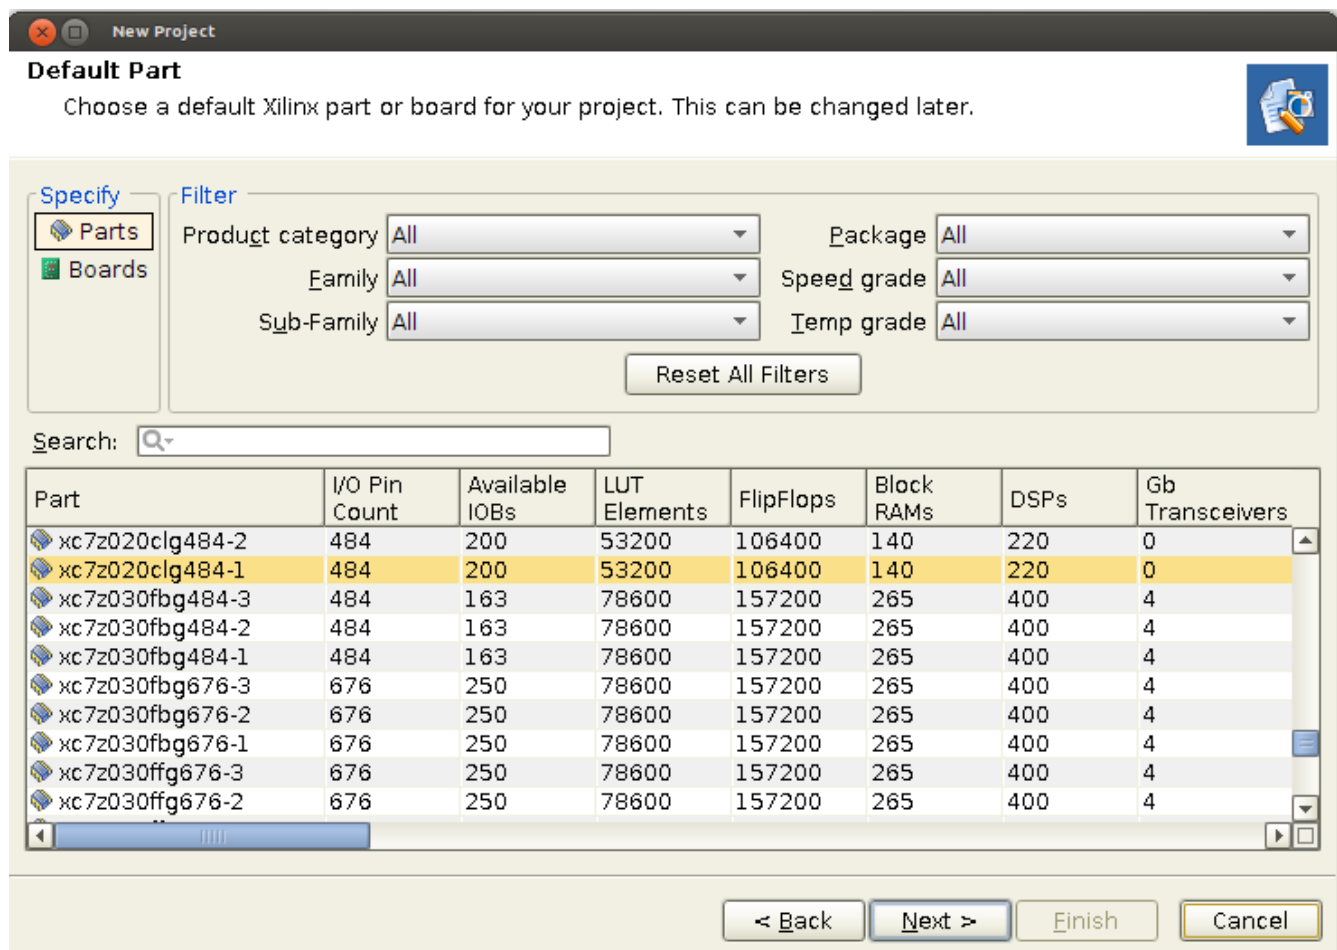 New Project
Default Part
Choose a default Xilinx part or board for your project. This can be changed later.
Specify
Filter
Parts
Boards
Product category All
Package All
Family All
Speed grade All
Sub-Family All
Temp grade All
Reset All Filters
Search:
Part I/O Pin Count Available IOBs LUT Elements FlipFlops Block RAMs DSPs Gb Transceivers
xc7z020clg484-2 484 200 53200 106400 140 220 0
xc7z020clg484-1 484 200 53200 106400 140 220 0
xc7z030fbg484-3 484 163 78600 157200 265 400 4
xc7z030fbg484-2 484 163 78600 157200 265 400 4
xc7z030fbg484-1 484 163 78600 157200 265 400 4
xc7z030fbg676-3 676 250 78600 157200 265 400 4
xc7z030fbg676-2 676 250 78600 157200 265 400 4
xc7z030fbg676-1 676 250 78600 157200 265 400 4
xc7z030ffg676-3 676 250 78600 157200 265 400 4
xc7z030ffg676-2 676 250 78600 157200 265 400 4
< Back Next > Finish Cancel